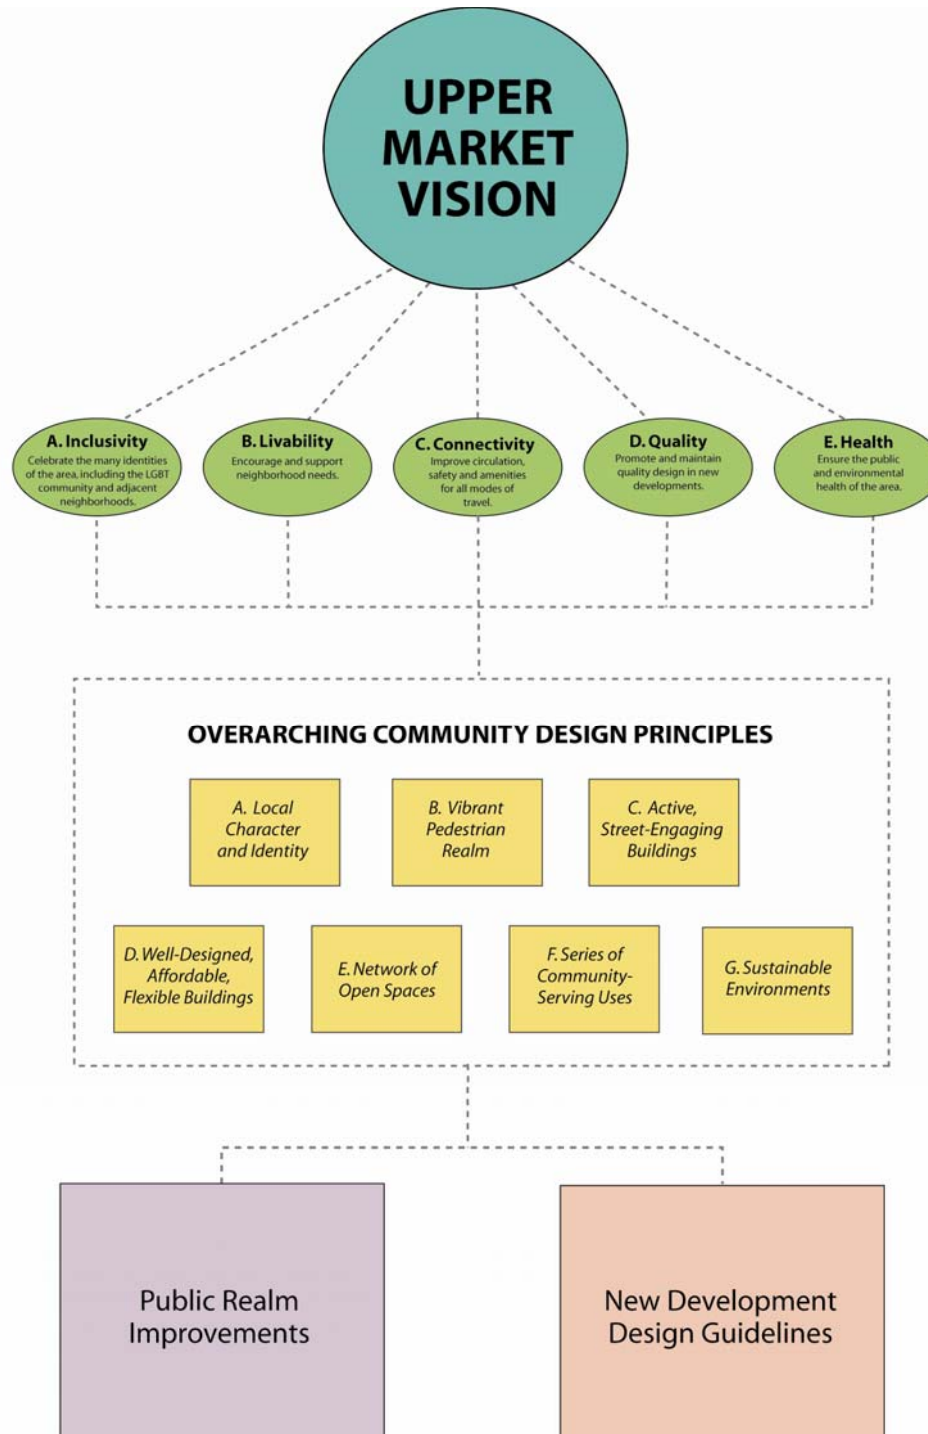 UPPER
MARKET
VISION
A. Inclusivity
Celebrate the many identities
of the area, including the LGBT
community and adjacent
neighborhoods.
B. Livability
Encourage and support
neighborhood needs.
C. Connectivity
Improve circulation,
safety and amenities
for all modes of
travel.
D. Quality
Promote and maintain
quality design in new
developments.
E. Health
Ensure the public
and environmental
health of the area.
OVERARCHING COMMUNITY DESIGN PRINCIPLES
A. Local
Character
and Identity
B. Vibrant
Pedestrian
Realm
C. Active,
Street-Engaging
Buildings
D. Well-Designed,
Affordable,
Flexible Buildings
E. Network of
Open Spaces
F. Series of
Community-
Serving Uses
G. Sustainable
Environments
Public Realm
Improvements
New Development
Design Guidelines